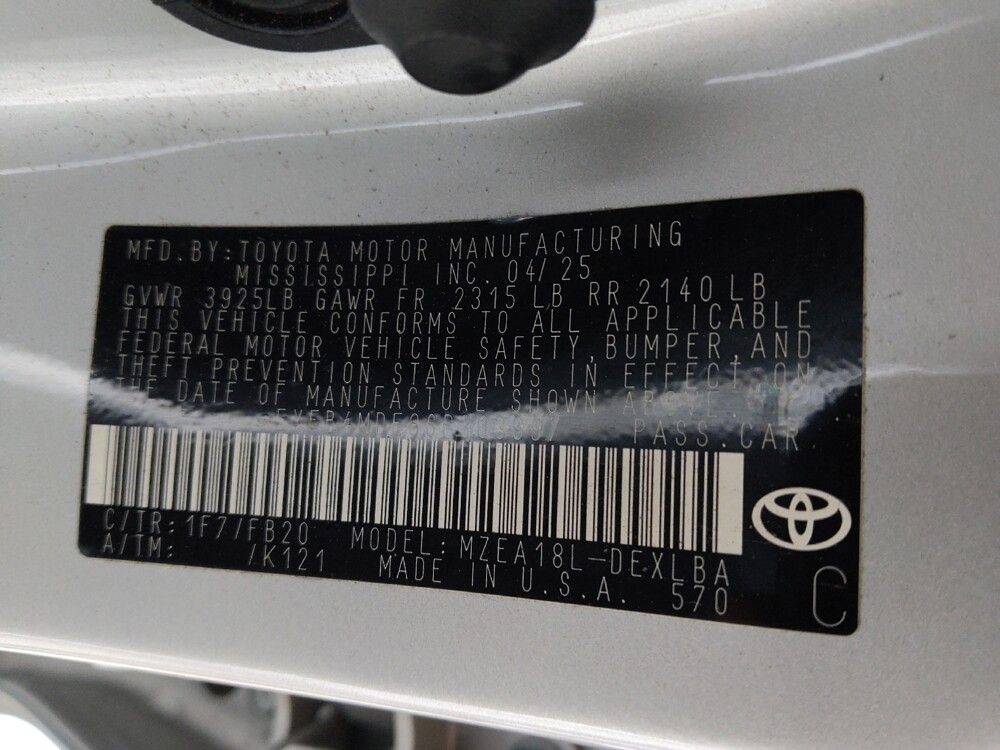 MFD.BY:TOYOTA MOTOR MANUFACTURING
MISSISSIPPI INC. 04/25
GVWR 3925LB GAWR FR 2315 LB RR 2140 LB
THIS VEHICLE CONFORMS TO ALL APPLICABLE
FEDERAL MOTOR VEHICLE SAFETY,BUMPER,AND
THEFT PREVENTION STANDARDS IN EFFECT ON
THE DATE OF MANUFACTURE SHOWN ABOVE.
PASS.CAR
C/TR:1F7/FB20 MODEL:MZEA18L-DEXLBA
A/TM: /K121 MADE IN U.S.A. 570
C